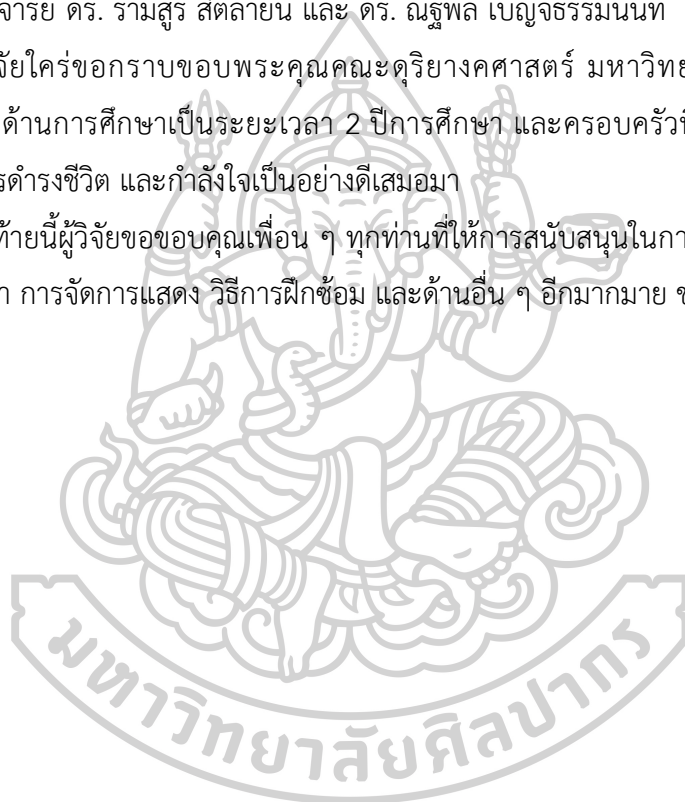 จารย์ ดร. รามสูร สีตลายัน และ ดร. ณัฐพล เบญจธรรมนนท์
จัยใคร่ขอกราบขอบพระคุณคณะดุริยางคศาสตร์ มหาวิทย
ด้านการศึกษาเป็นระยะเวลา 2 ปีการศึกษา และครอบครัวที
รดำรงชีวิต และกำลังใจเป็นอย่างดีเสมอมา
ท้ายนี้ผู้วิจัยขอขอบคุณเพื่อน ๆ ทุกท่านที่ให้การสนับสนุนในกา
า การจัดการแสดง วิธีการฝึกซ้อม และด้านอื่น ๆ อีกมากมาย ข
มหาวิทยาลัยศิลปากร